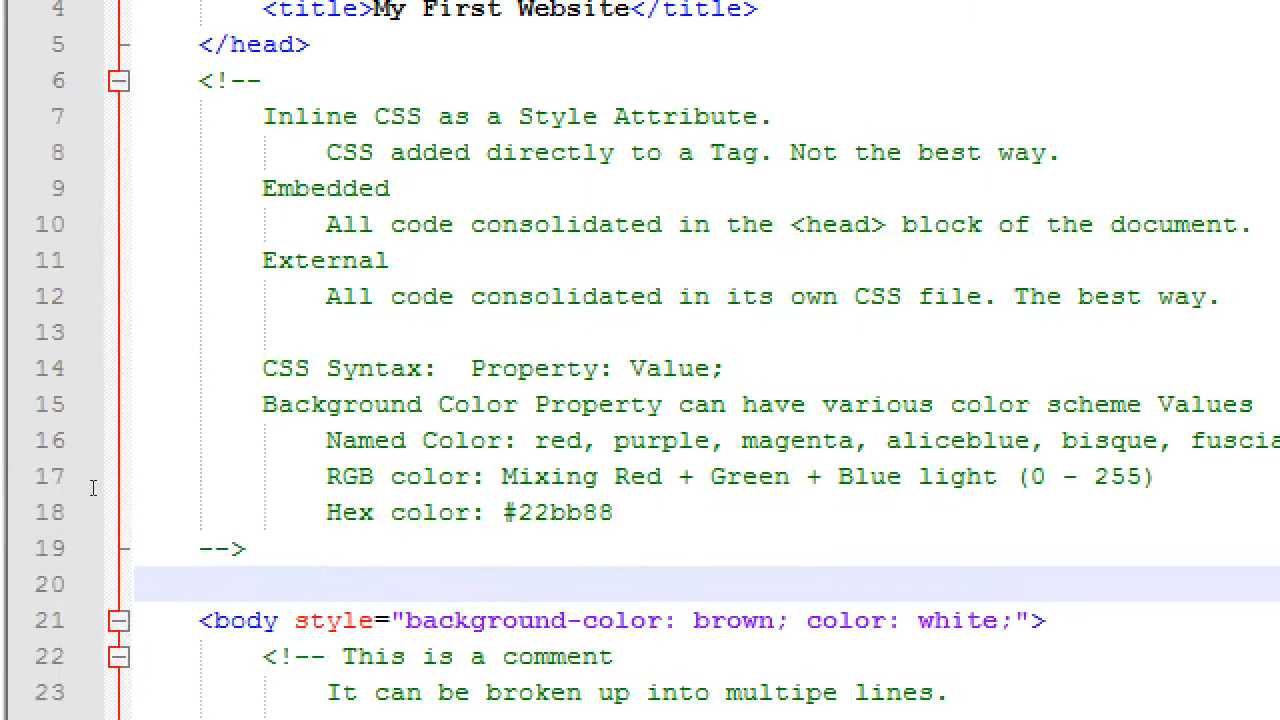 4 <title>My First Website</title>
5 </head>
6 <!--
7 Inline CSS as a Style Attribute.
8 CSS added directly to a Tag. Not the best way.
9 Embedded
10 All code consolidated in the <head> block of the document.
11 External
12 All code consolidated in its own CSS file. The best way.
13
14 CSS Syntax:  Property: Value;
15 Background Color Property can have various color scheme Values
16 Named Color: red, purple, magenta, aliceblue, bisque, fuscia
17 RGB color: Mixing Red + Green + Blue light (0 - 255)
18 Hex color: #22bb88
19 -->
20
21 <body style="background-color: brown; color: white;">
22 <!-- This is a comment
23 It can be broken up into multipe lines.